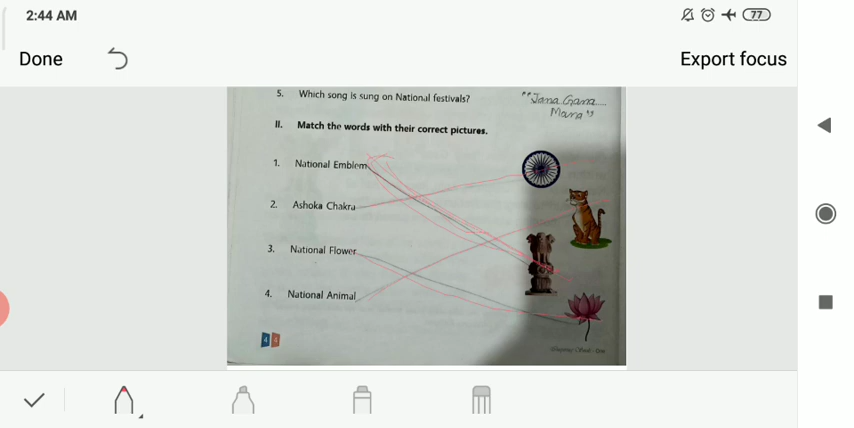 2:44 AM
77
Done
Export focus
5. Which song is sung on National festivals?
"Jana Gana....
Mana"
II. Match the words with their correct pictures.
1. National Emblem
2. Ashoka Chakra
3. National Flower
4. National Animal
4